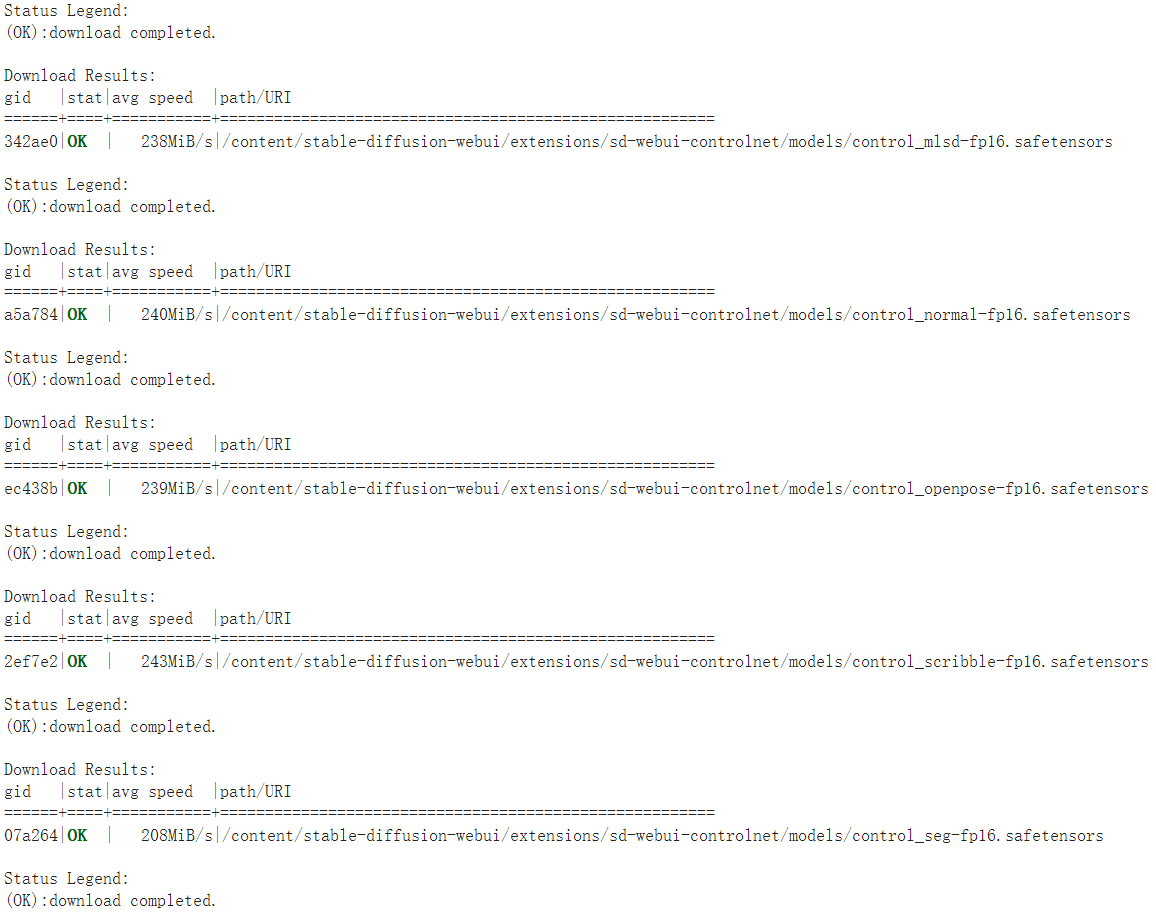 Status Legend:
(OK):download completed.
Download Results:
gid   |stat|avg speed  |path/URI
======+====+===========+=======================================================
342ae0|OK  |   238MiB/s|/content/stable-diffusion-webui/extensions/sd-webui-controlnet/models/control_mlsd-fp16.safetensors
Status Legend:
(OK):download completed.
Download Results:
gid   |stat|avg speed  |path/URI
======+====+===========+=======================================================
a5a784|OK  |   240MiB/s|/content/stable-diffusion-webui/extensions/sd-webui-controlnet/models/control_normal-fp16.safetensors
Status Legend:
(OK):download completed.
Download Results:
gid   |stat|avg speed  |path/URI
======+====+===========+=======================================================
ec438b|OK  |   239MiB/s|/content/stable-diffusion-webui/extensions/sd-webui-controlnet/models/control_openpose-fp16.safetensors
Status Legend:
(OK):download completed.
Download Results:
gid   |stat|avg speed  |path/URI
======+====+===========+=======================================================
2ef7e2|OK  |   243MiB/s|/content/stable-diffusion-webui/extensions/sd-webui-controlnet/models/control_scribble-fp16.safetensors
Status Legend:
(OK):download completed.
Download Results:
gid   |stat|avg speed  |path/URI
======+====+===========+=======================================================
07a264|OK  |   208MiB/s|/content/stable-diffusion-webui/extensions/sd-webui-controlnet/models/control_seg-fp16.safetensors
Status Legend:
(OK):download completed.